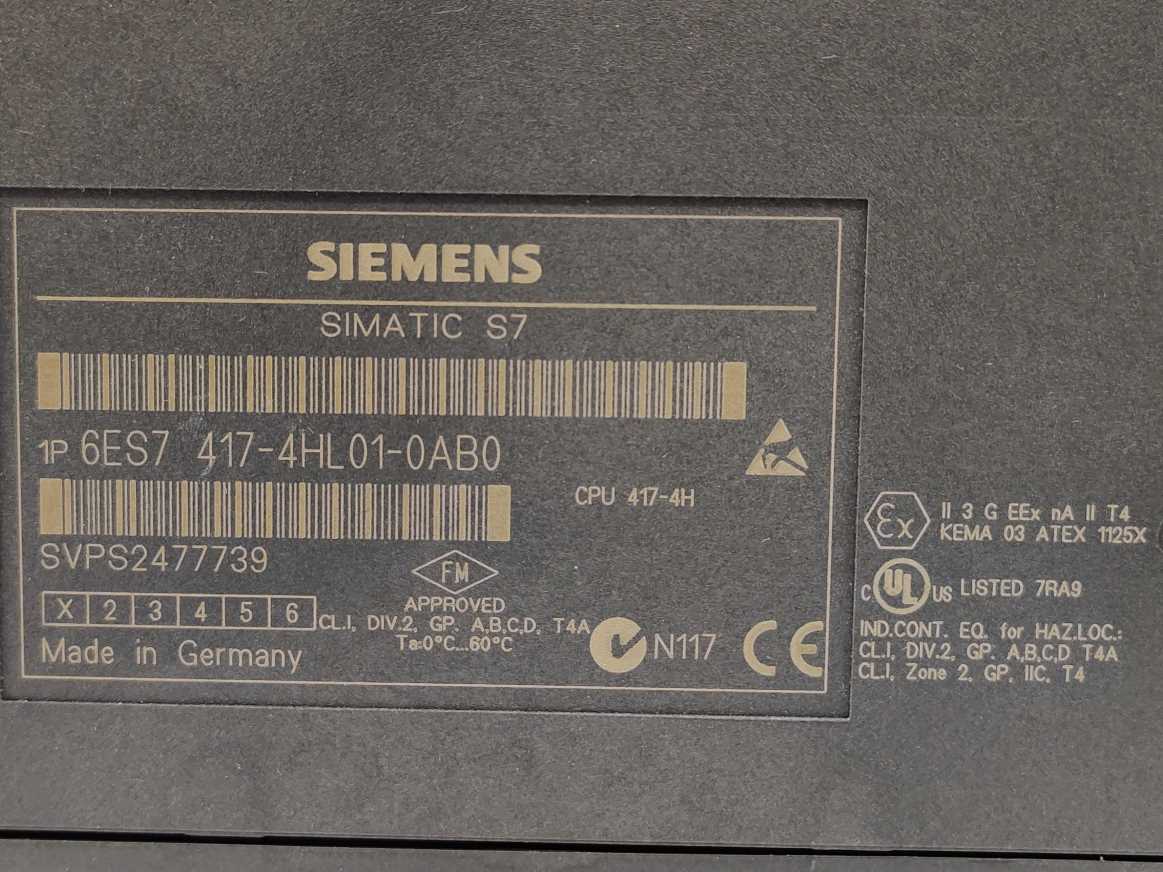 SIEMENS
SIMATIC S7
1P 6ES7 417-4HL01-0AB0
CPU 417-4H
SVPS2477739
FM
APPROVED
X 2 3 4 5 6
CL.I, DIV.2, GP. A,B,C,D, T4A
Ta:0°C...60°C
Made in Germany
N117
CE
Ex
II 3 G EEx nA II T4
KEMA 03 ATEX 1125X
C UL US LISTED 7RA9
IND.CONT. EQ. for HAZ.LOC.:
CL.I, DIV.2, GP. A,B,C,D T4A
CL.I, Zone 2, GP. IIC, T4